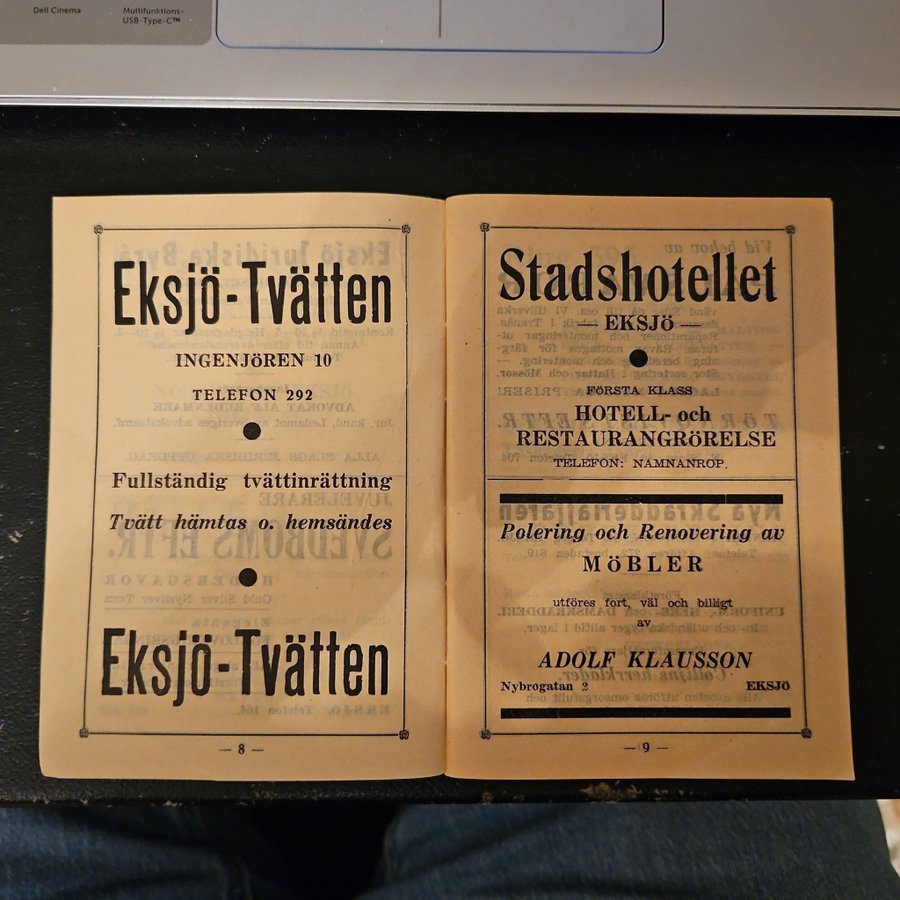 Dell Cinema
Multifunktions-
USB-Type-C™
Eksjö-Tvätten
INGENJÖREN 10
TELEFON 292
Fullständig tvättinrättning
Tvätt hämtas o. hemsändes
Eksjö-Tvätten
— 8 —
Stadshotellet
— EKSJÖ —
FÖRSTA KLASS
HOTELL- och
RESTAURANGRÖRELSE
TELEFON: NAMNANROP.
Polering och Renovering av
MÖBLER
utföres fort, väl och billigt
av
ADOLF KLAUSSON
Nybrogatan 2 EKSJÖ
— 9 —